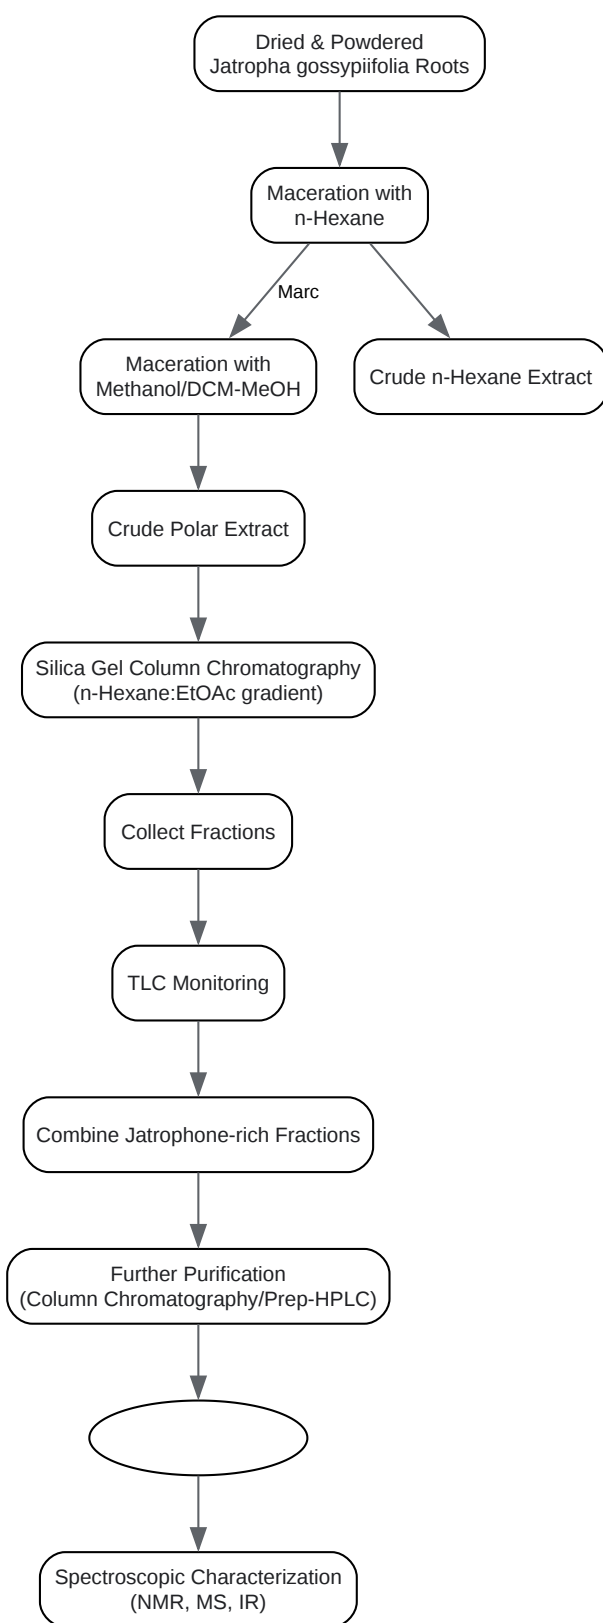 Dried & Powdered
Jatropha gossypiifolia Roots
Maceration with
n-Hexane
Marc
Maceration with
Methanol/DCM-MeOH
Crude n-Hexane Extract
Crude Polar Extract
Silica Gel Column Chromatography
(n-Hexane:EtOAc gradient)
Collect Fractions
TLC Monitoring
Combine Jatrophone-rich Fractions
Further Purification
(Column Chromatography/Prep-HPLC)
Spectroscopic Characterization
(NMR, MS, IR)